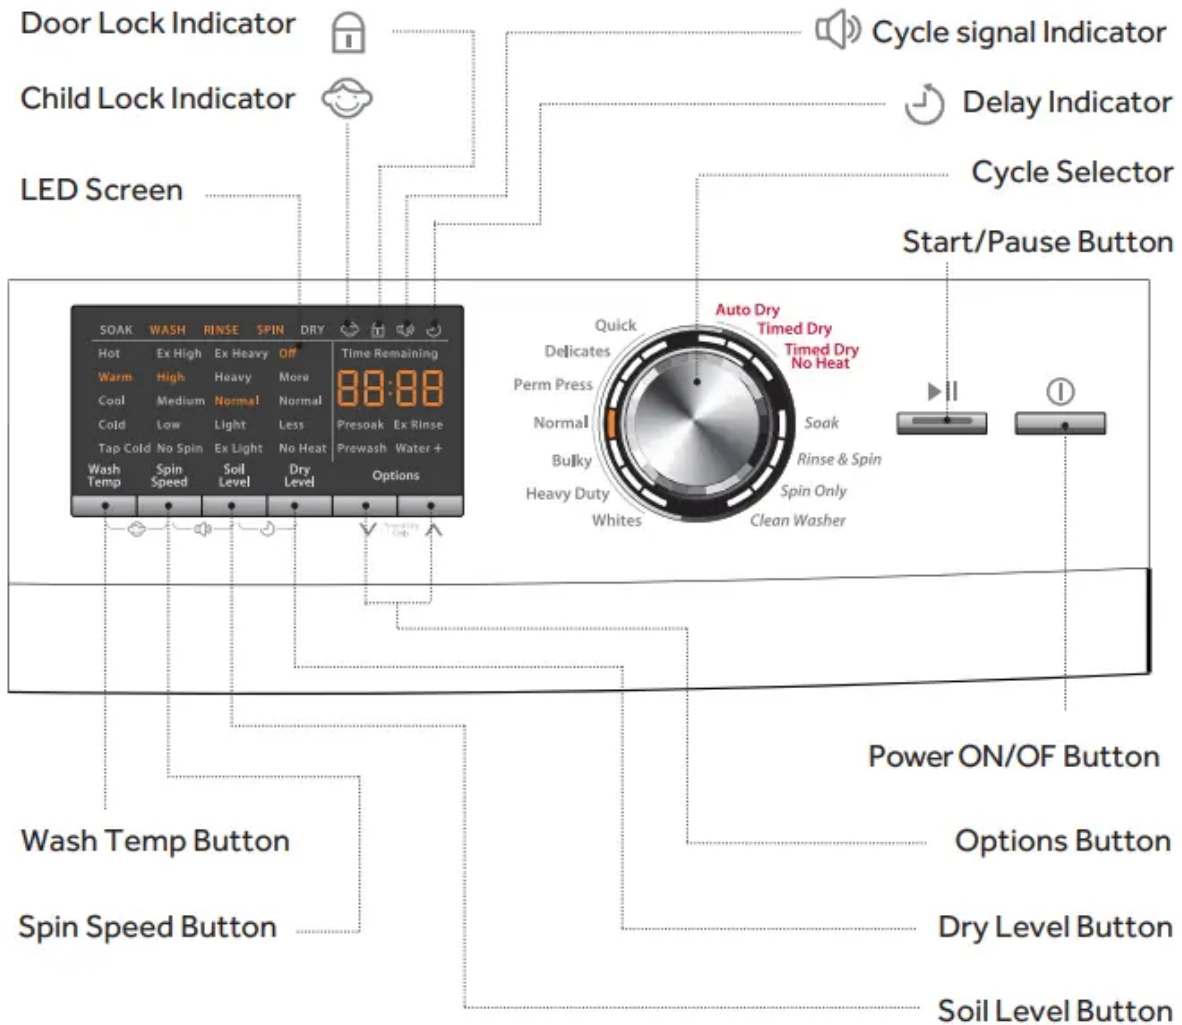 Door Lock Indicator
Cycle signal Indicator
Child Lock Indicator
Delay Indicator
Cycle Selector
LED Screen
Start/Pause Button
SOAK WASH RINSE SPIN DRY
Hot Ex High Ex Heavy Off Time Remaining
Warm High Heavy More
88:88
Cool Medium Normal Normal
Cold Low Light Less Presoak Ex Rinse
Tap Cold No Spin Ex Light No Heat Prewash Water +
Wash Temp
Spin Speed
Soil Level
Dry Level
Options
Auto Dry
Timed Dry
Timed Dry
No Heat
Quick
Delicates
Perm Press
Normal
Bulky
Heavy Duty
Whites
Soak
Rinse & Spin
Spin Only
Clean Washer
Power ON/OF Button
Wash Temp Button
Options Button
Spin Speed Button
Dry Level Button
Soil Level Button